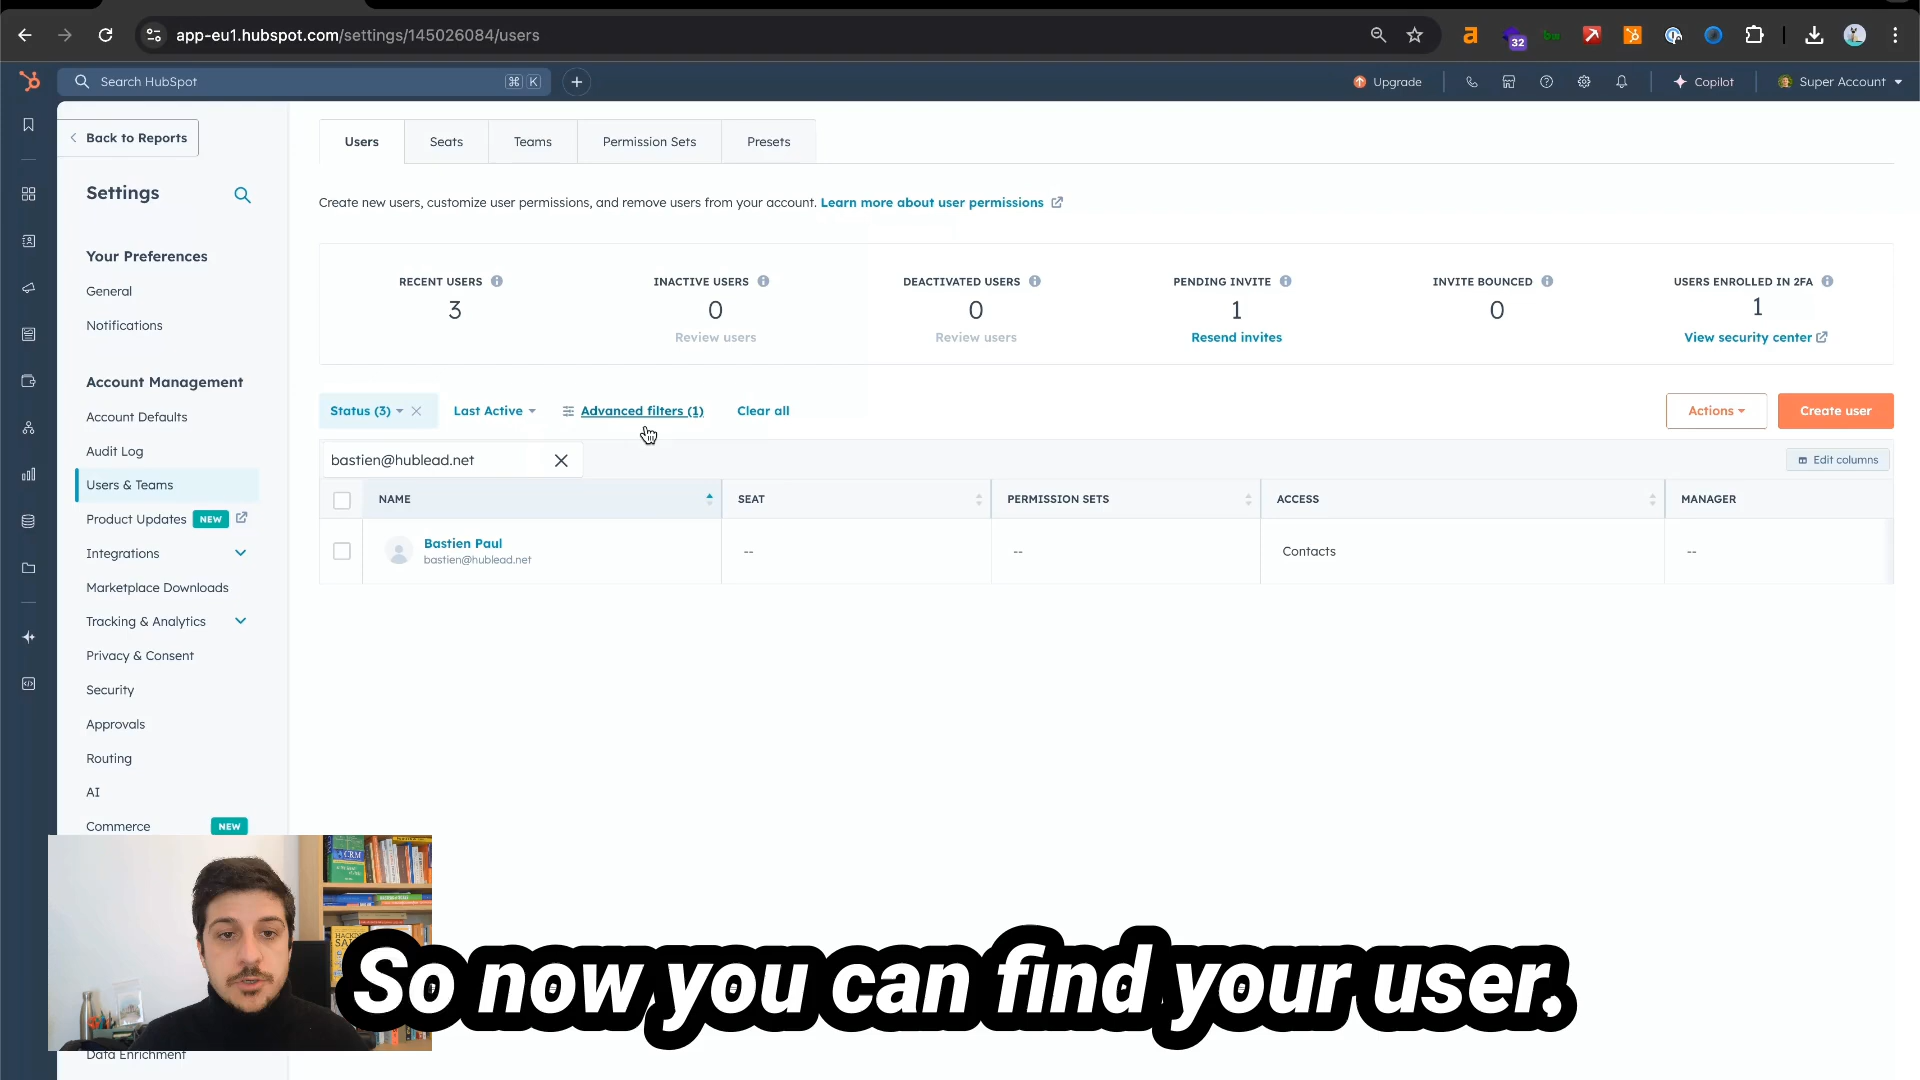 app-eu1.hubspot.com/settings/145026084/users
32
Search HubSpot
⌘ K
Upgrade
Copilot
Super Account
Back to Reports
Settings
Your Preferences
General
Notifications
Account Management
Account Defaults
Audit Log
Users & Teams
Product Updates NEW
Integrations
Marketplace Downloads
Tracking & Analytics
Privacy & Consent
Security
Approvals
Routing
AI
Commerce NEW
Data Enrichment
Users Seats Teams Permission Sets Presets
Create new users, customize user permissions, and remove users from your account. Learn more about user permissions
RECENT USERS INACTIVE USERS DEACTIVATED USERS PENDING INVITE INVITE BOUNCED USERS ENROLLED IN 2FA
3 0 0 1 0 1
Review users Review users Resend invites View security center
Status (3) Last Active Advanced filters (1) Clear all Actions Create user
bastien@hublead.net Edit columns
NAME SEAT PERMISSION SETS ACCESS MANAGER
Bastien Paul -- -- Contacts --
bastien@hublead.net
CRM
So now you can find your user,